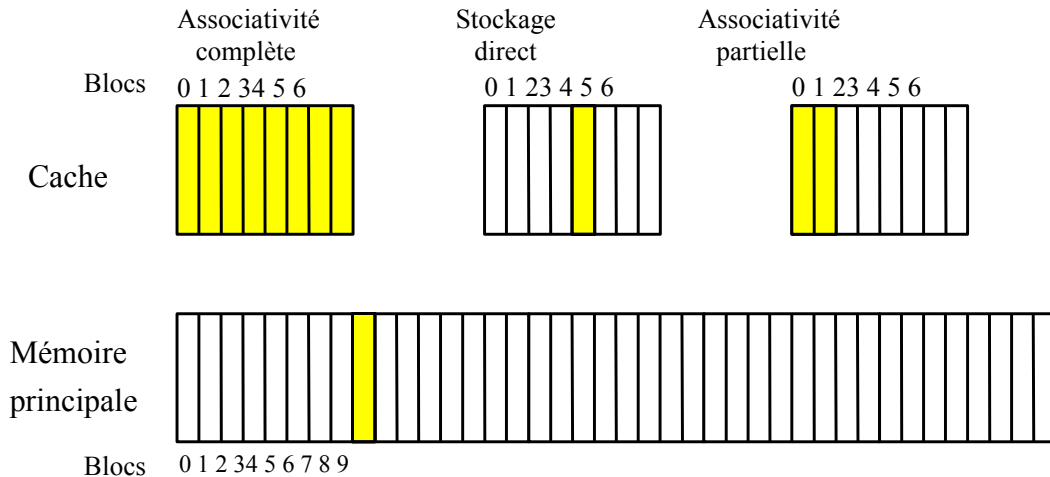 Associativité
complète
Stockage
direct
Associativité
partielle
Blocs 0 1 2 34 5 6
0 1 23 4 5 6
0 1 23 4 5 6
Cache
Mémoire
principale
Blocs 0 1 2 34 5 6 7 8 9